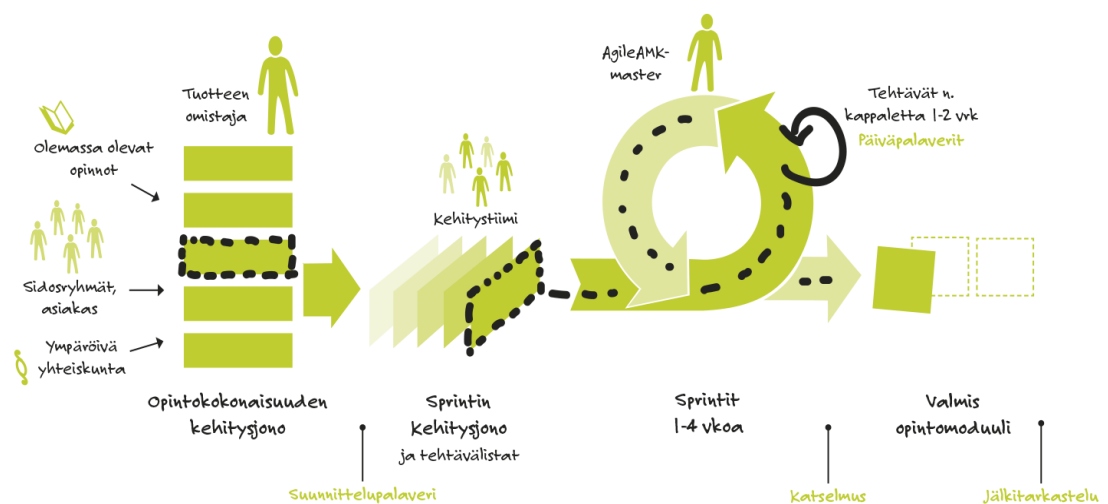 Tuotteen
omistaja
Olemassa olevat
opinnot
Sidosryhmät,
asiakas
Ympäröivä
yhteiskunta
§
Kehitystiimi
AgileAMK-
master
Tehtävät n.
kappaletta 1-2 vrk
Päiväpalaverit
Opintokokonaisuuden
kehitysjono
Sprintin
kehitysjono
ja tehtävälistat
Sprintit
1-4 vkoa
Valmis
opintomoduuli
Suunnittelupalaveri
Katselmus
Jälkitarkastelu